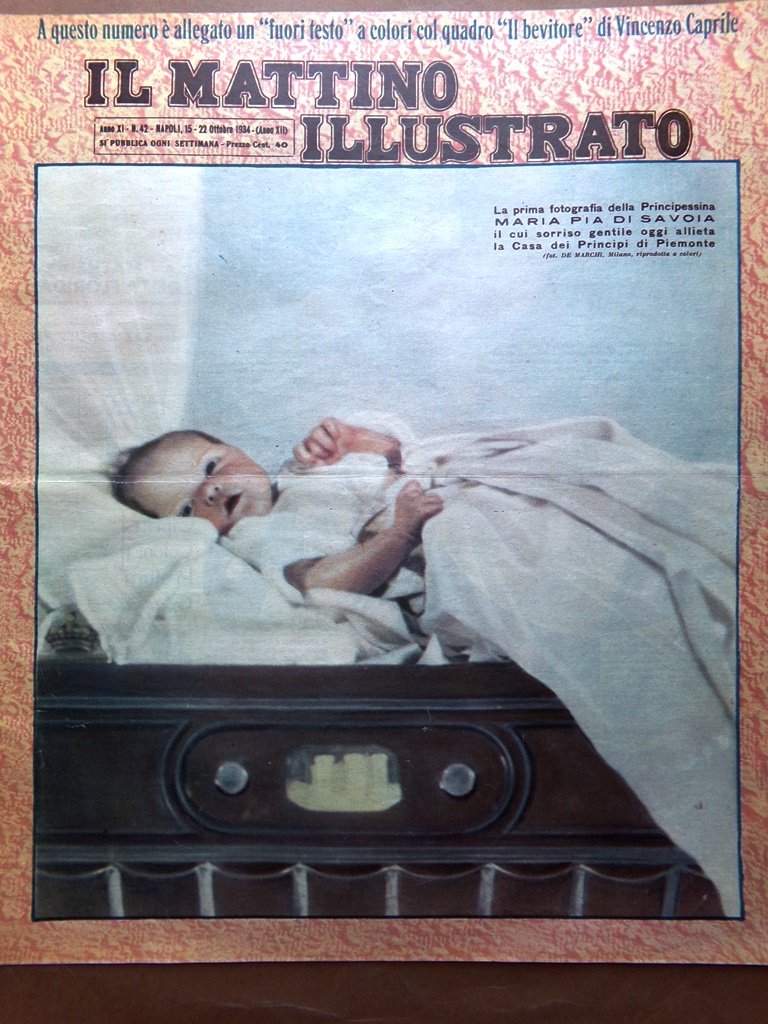 A questo numero è allegato un "fuori testo" a colori col quadro "Il bevitore" di Vincenzo Caprile
IL MATTINO
ILLUSTRATO
Anno XI - N. 42 - NAPOLI, 15 - 22 Ottobre 1934 - (Anno XII)
SI PUBBLICA OGNI SETTIMANA - Prezzo Cent. 40
La prima fotografia della Principessina
MARIA PIA DI SAVOIA
il cui sorriso gentile oggi allieta
la Casa dei Principi di Piemonte
(fot. DE MARCHI, Milano, riprodotta a colori)